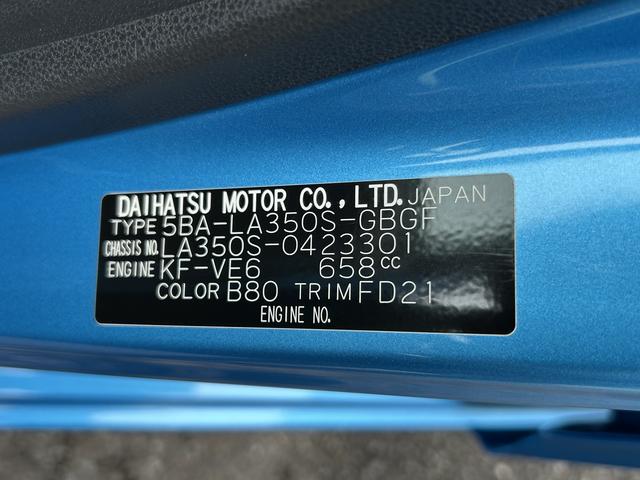 DAIHATSU MOTOR CO., LTD. JAPAN
TYPE 5BA-LA350S-GBGF
CHASSIS NO. LA350S-0423301
ENGINE KF-VE6 658cc
COLOR B80 TRIM FD21
ENGINE NO.